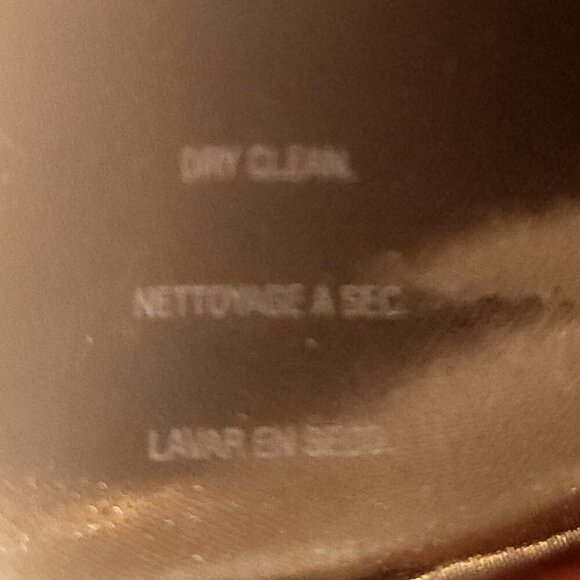 DRY CLEAN.
NETTOYAGE A SEC.
LAVAR EN SECO.